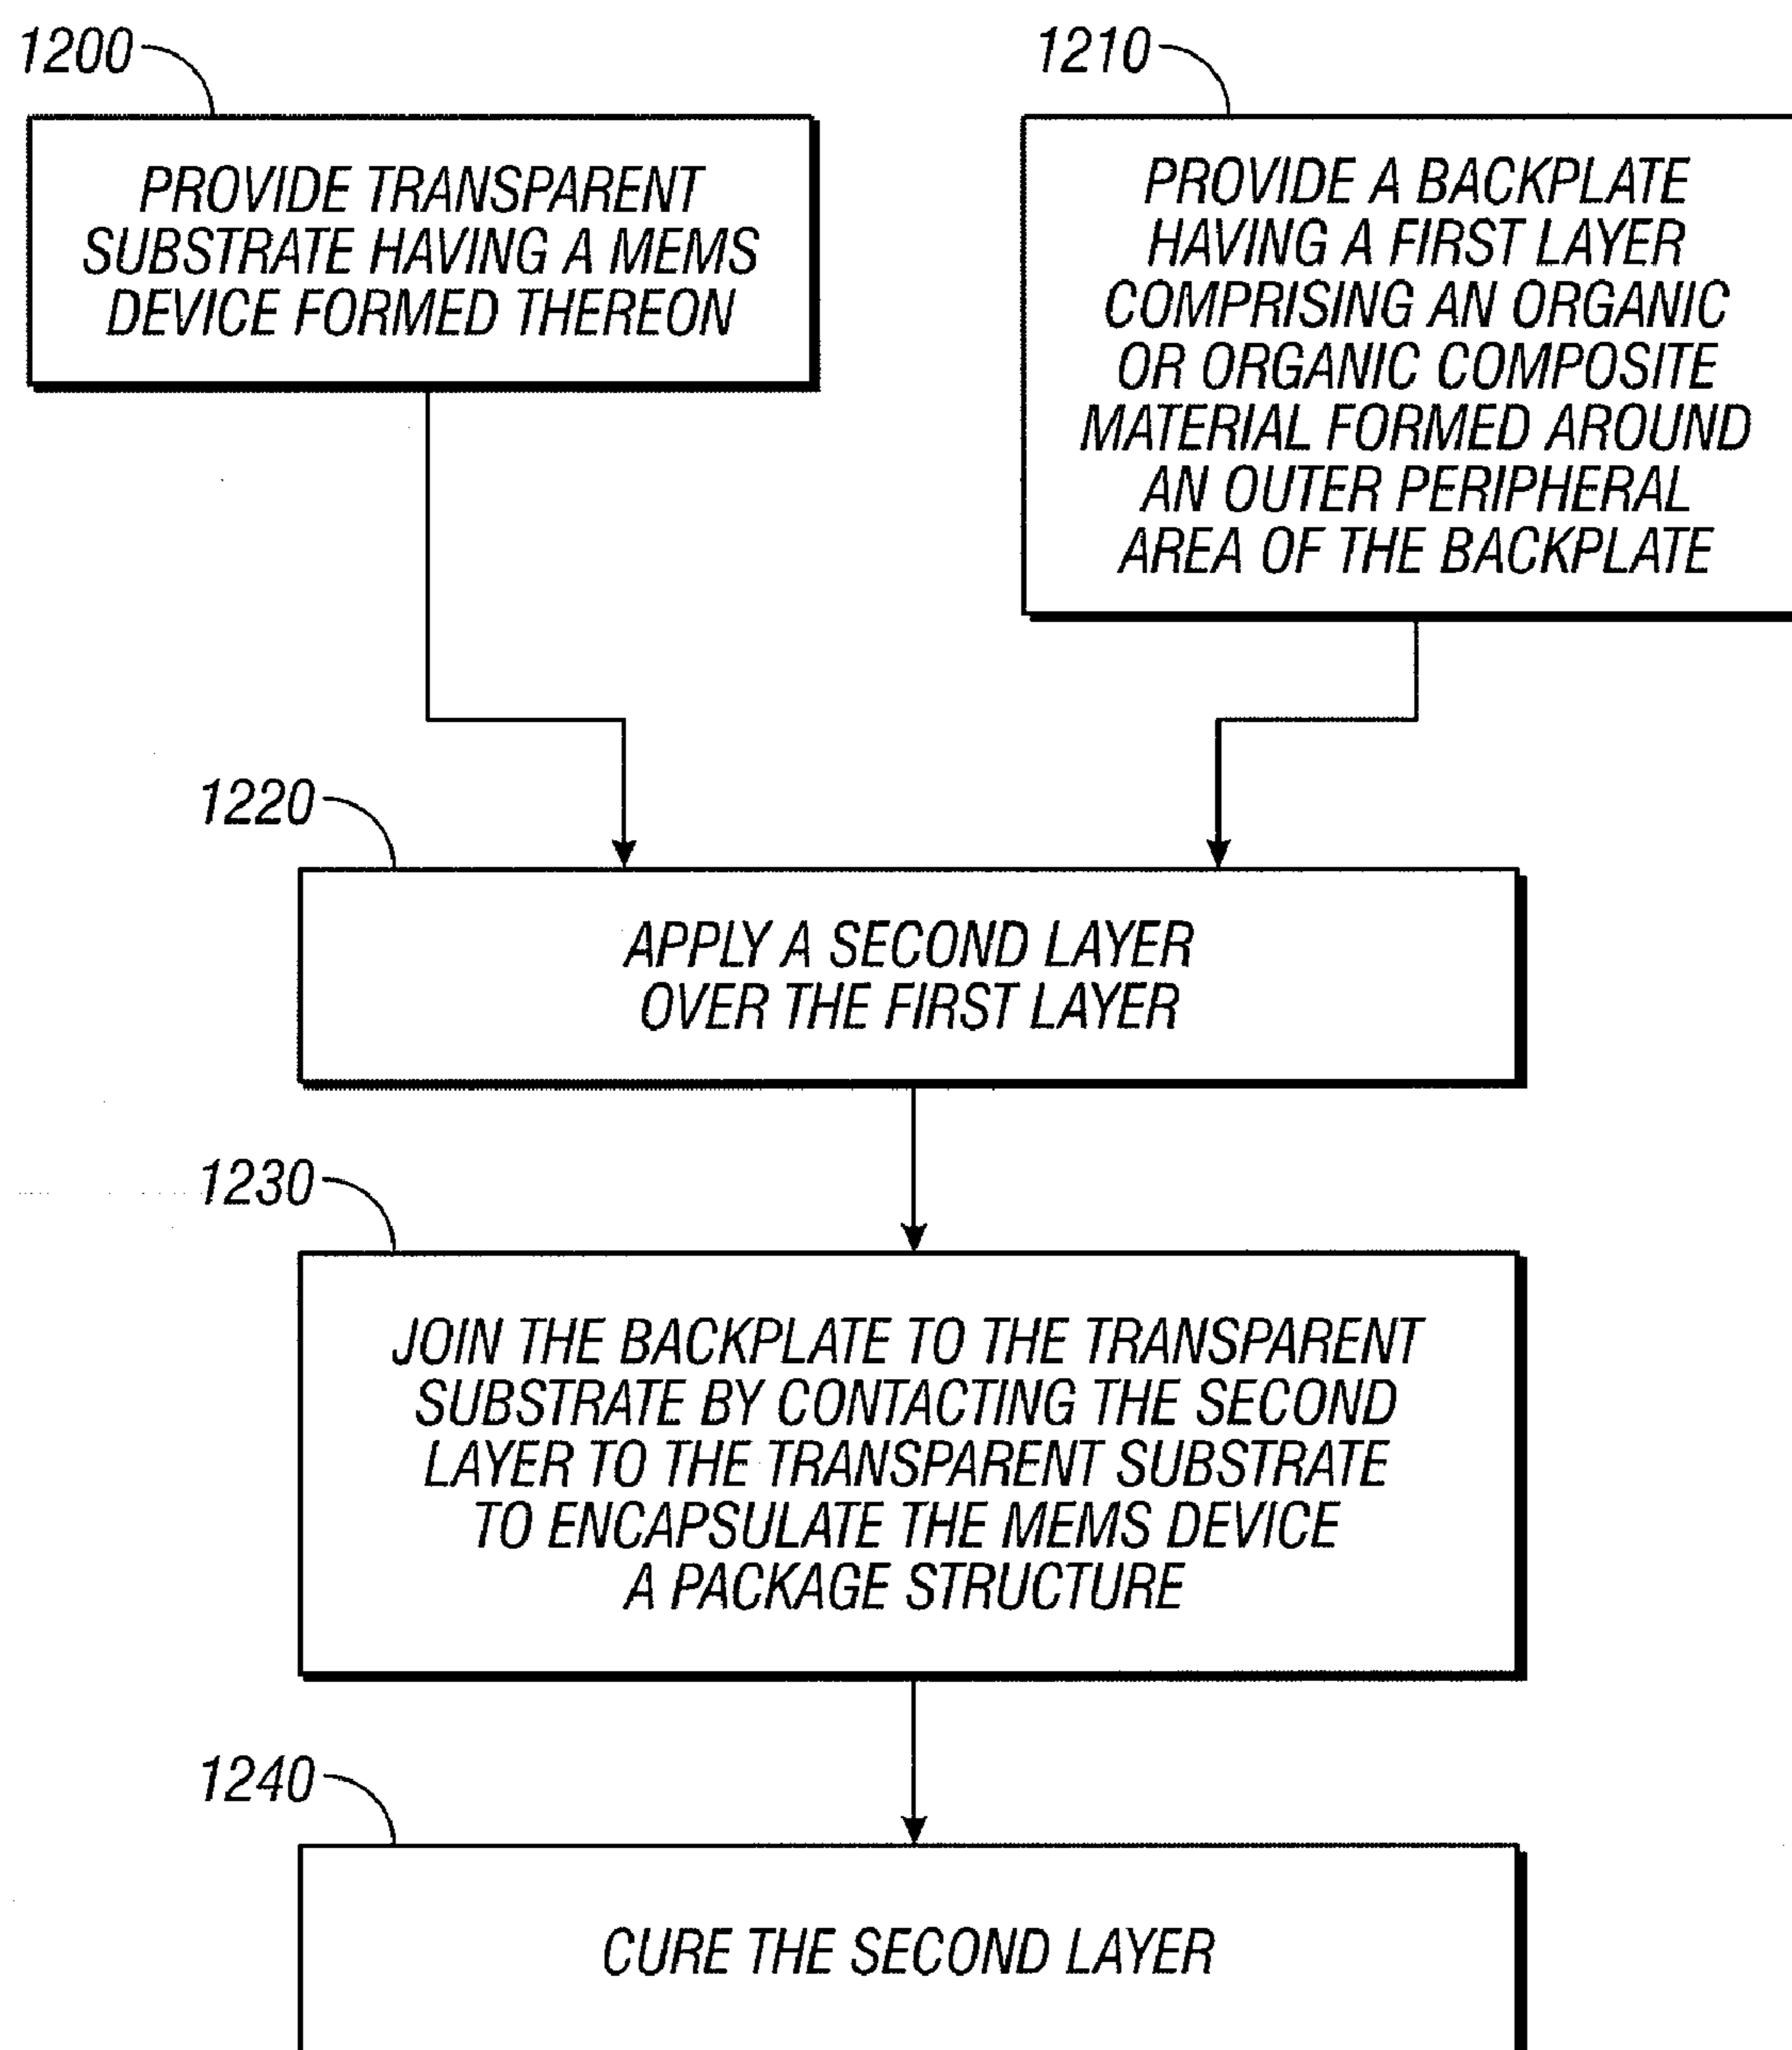 1200
PROVIDE TRANSPARENT
SUBSTRATE HAVING A MEMS
DEVICE FORMED THEREON
1210
PROVIDE A BACKPLATE
HAVING A FIRST LAYER
COMPRISING AN ORGANIC
OR ORGANIC COMPOSITE
MATERIAL FORMED AROUND
AN OUTER PERIPHERAL
AREA OF THE BACKPLATE
1220
APPLY A SECOND LAYER
OVER THE FIRST LAYER
1230
JOIN THE BACKPLATE TO THE TRANSPARENT
SUBSTRATE BY CONTACTING THE SECOND
LAYER TO THE TRANSPARENT SUBSTRATE
TO ENCAPSULATE THE MEMS DEVICE
A PACKAGE STRUCTURE
1240
CURE THE SECOND LAYER